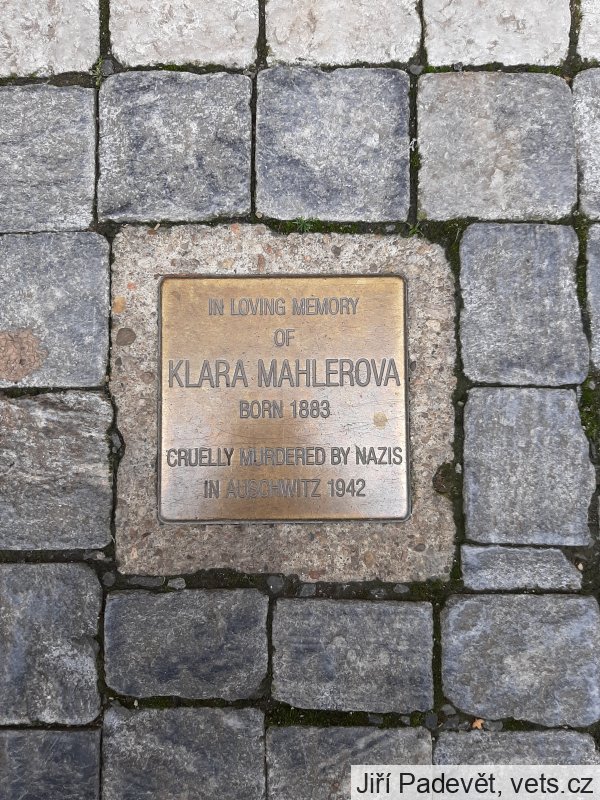 IN LOVING MEMORY
OF
KLARA MAHLEROVA
BORN 1883
CRUELLY MURDERED BY NAZIS
IN AUSCHWITZ 1942
Jiří Padevět, vets.cz